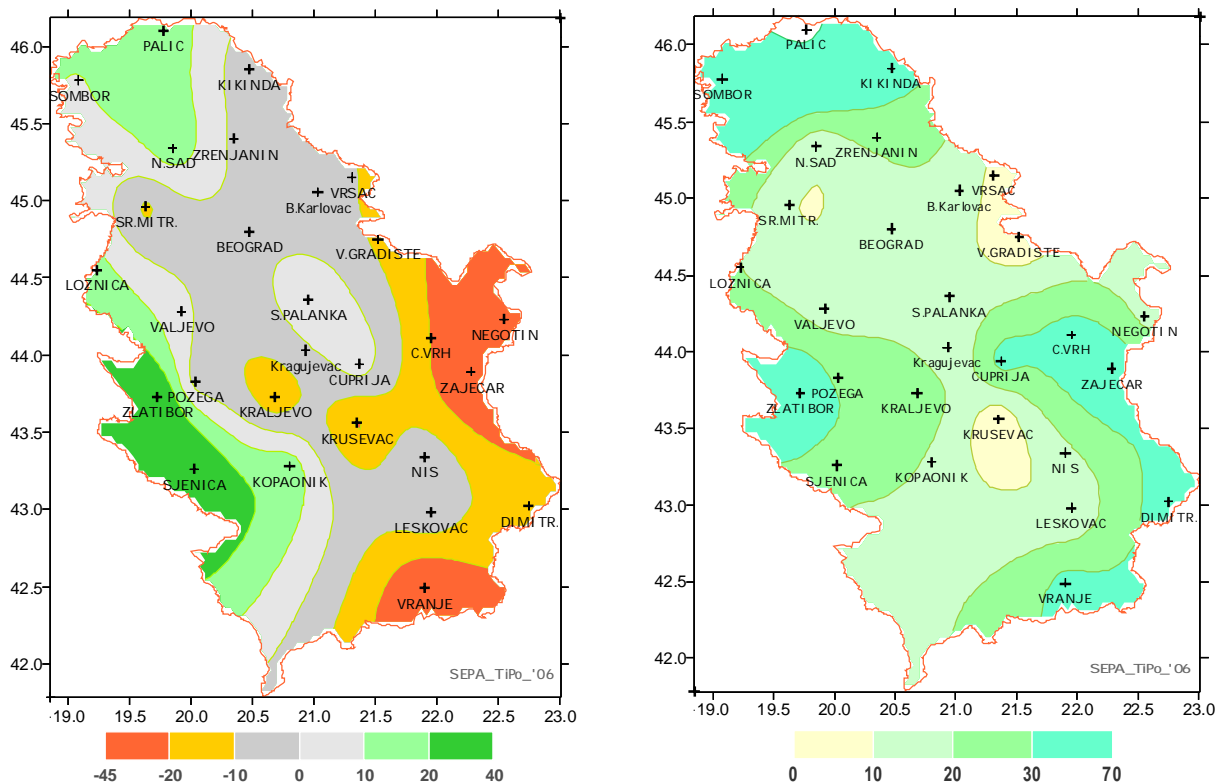 PALIC
46.0
KIKINDA
SOMBOR
45.5
ZRENJANIN
N.SAD
VRSAC
45.0
B.Karlovac
SR.MITR.
BEOGRAD
V.GRADISTE
44.5
LOZNICA
S.PALANKA
VALJEVO
NEGOTIN
C.VRH
44.0
Kragujevac
CUPRIJA
ZAJECAR
POZEGA
ZLATIBOR
KRALJEVO
43.5
KRUSEVAC
NIS
SJENICA
KOPAONIK
43.0
LESKOVAC
DIMITR.
42.5
VRANJE
42.0
SEPA_TiPo_'06
19.0 19.5 20.0 20.5 21.0 21.5 22.0 22.5 23.0
-45 -20 -10 0 10 20 40
46.0
PALIC
KIKINDA
SOMBOR
45.5
ZRENJANIN
N.SAD
VRSAC
45.0
B.Karlovac
SR.MITR.
BEOGRAD
V.GRADISTE
44.5
LOZNICA
S.PALANKA
VALJEVO
NEGOTIN
C.VRH
44.0
Kragujevac
CUPRIJA
ZAJECAR
POZEGA
ZLATIBOR
KRALJEVO
43.5
KRUSEVAC
NIS
KOPAONIK
SJENICA
43.0
LESKOVAC
DIMITR.
42.5
VRANJE
42.0
SEPA_TiPo_'06
19.0 19.5 20.0 20.5 21.0 21.5 22.0 22.5 23.0
0 10 20 30 70